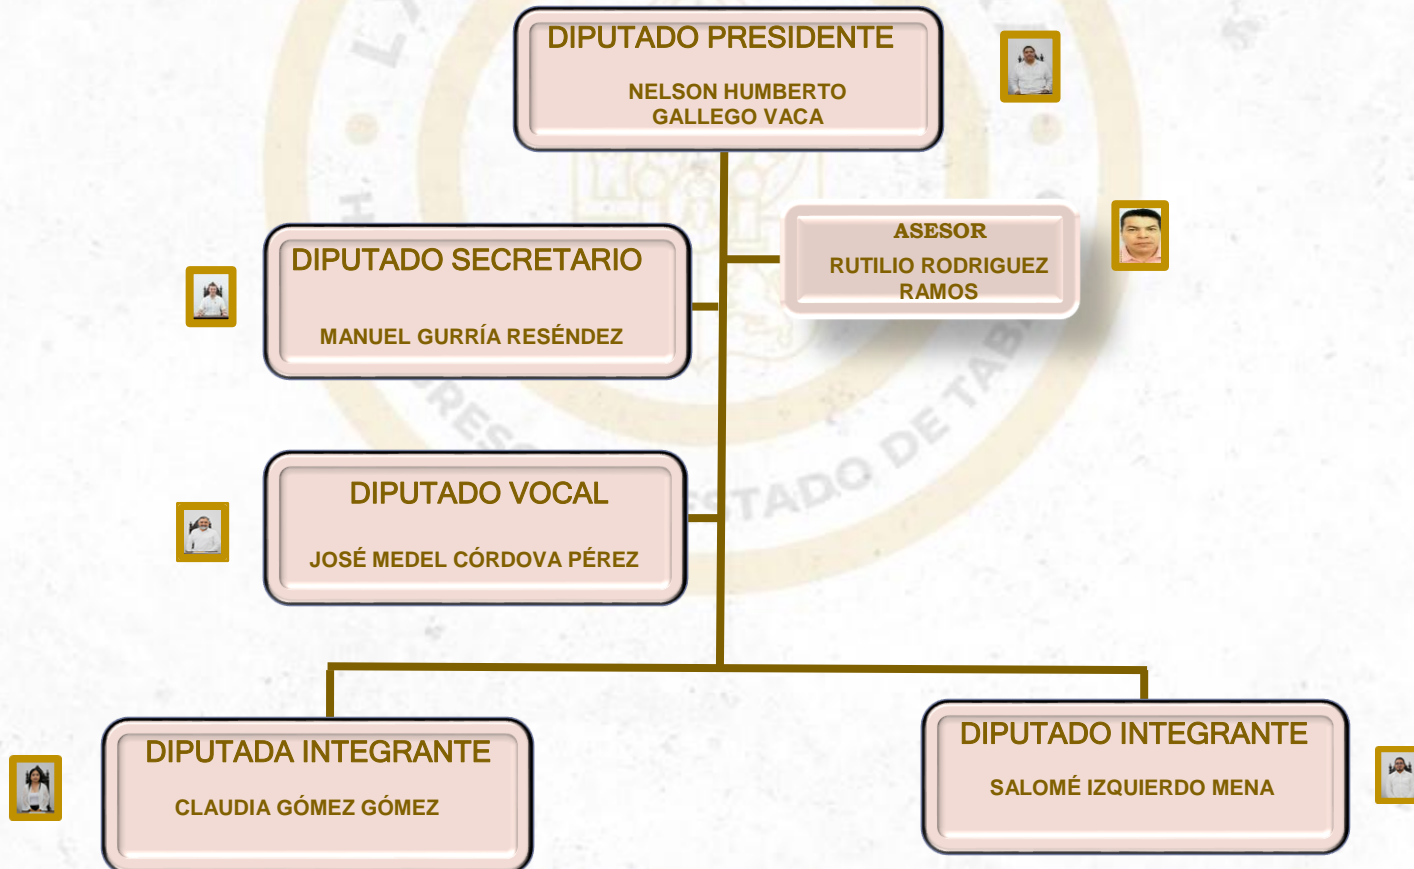 DIPUTADO PRESIDENTE
NELSON HUMBERTO
GALLEGO VACA
ASESOR
RUTILIO RODRIGUEZ
RAMOS
DIPUTADO SECRETARIO
MANUEL GURRÍA RESÉNDEZ
DIPUTADO VOCAL
JOSÉ MEDEL CÓRDOVA PÉREZ
DIPUTADA INTEGRANTE
CLAUDIA GÓMEZ GÓMEZ
DIPUTADO INTEGRANTE
SALOMÉ IZQUIERDO MENA